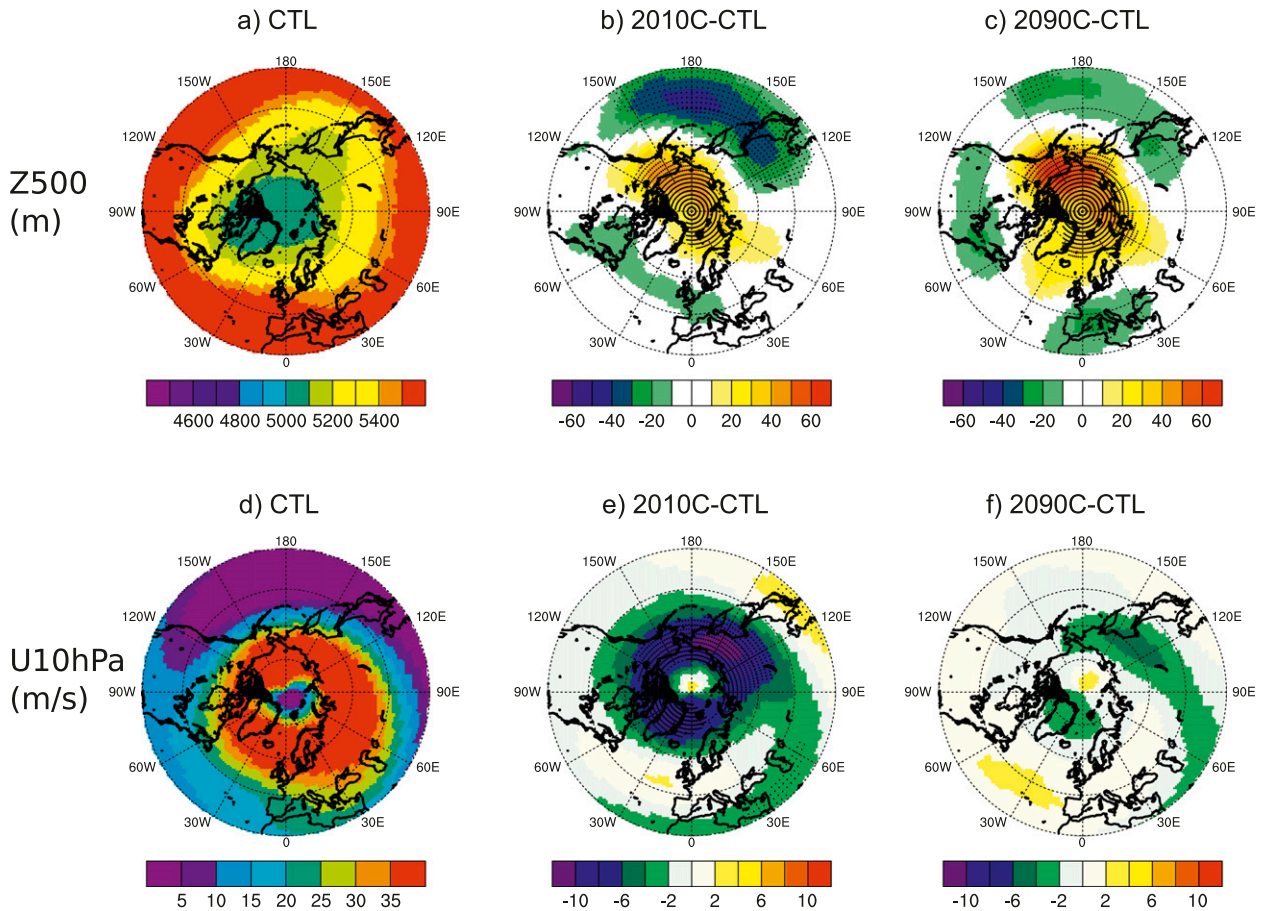 a) CTL b) 2010C-CTL c) 2090C-CTL
180 180 180
150W 150E 150W 150E 150W 150E
120W 120E 120W 120E 120W 120E
Z500
(m)
90W 90E 90W 90E 90W 90E
60W 60E 60W 60E 60W 60E
30W 30E 30W 30E 30W 30E
0 0 0
4600 4800 5000 5200 5400 -60 -40 -20 0 20 40 60 -60 -40 -20 0 20 40 60
d) CTL e) 2010C-CTL f) 2090C-CTL
180 180 180
150W 150E 150W 150E 150W 150E
120W 120E 120W 120E 120W 120E
U10hPa
(m/s)
90W 90E 90W 90E 90W 90E
60W 60E 60W 60E 60W 60E
30W 30E 30W 30E 30W 30E
0 0 0
5 10 15 20 25 30 35 -10 -6 -2 2 6 10 -10 -6 -2 2 6 10